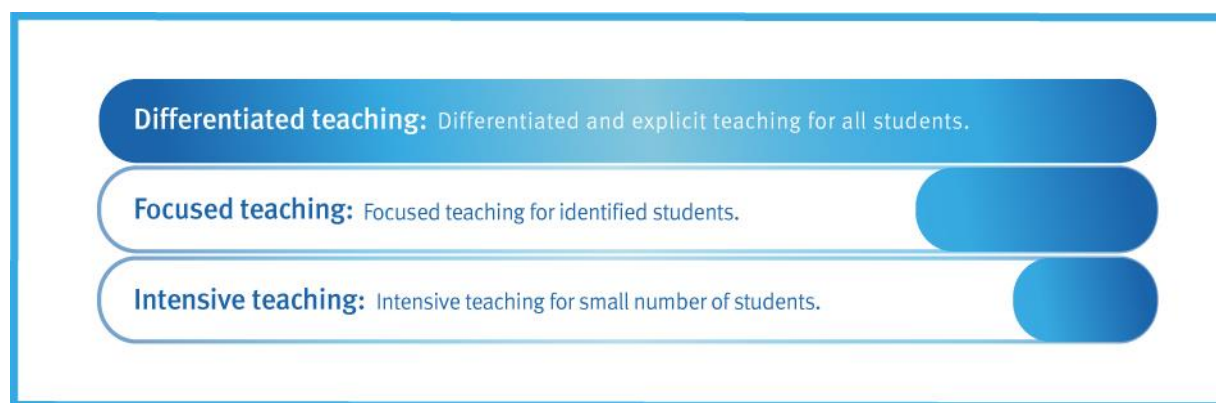 Differentiated teaching: Differentiated and explicit teaching for all students.
Focused teaching: Focused teaching for identified students.
Intensive teaching: Intensive teaching for small number of students.